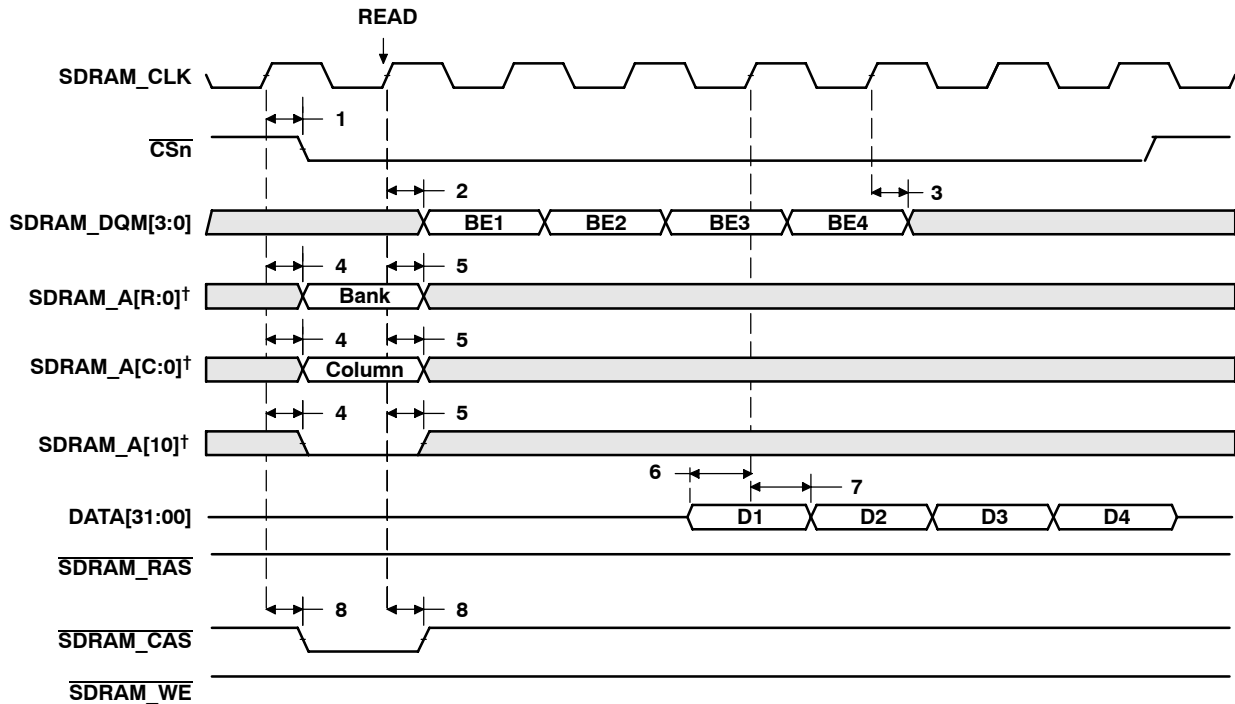 READ
SDRAM_CLK
1
CSn
2
3
SDRAM_DQM[3:0]
BE1 BE2 BE3 BE4
4 5
SDRAM_A[R:0]†
Bank
4 5
SDRAM_A[C:0]†
Column
4 5
SDRAM_A[10]†
6
7
DATA[31:00]
D1 D2 D3 D4
SDRAM_RAS
8 8
SDRAM_CAS
SDRAM_WE